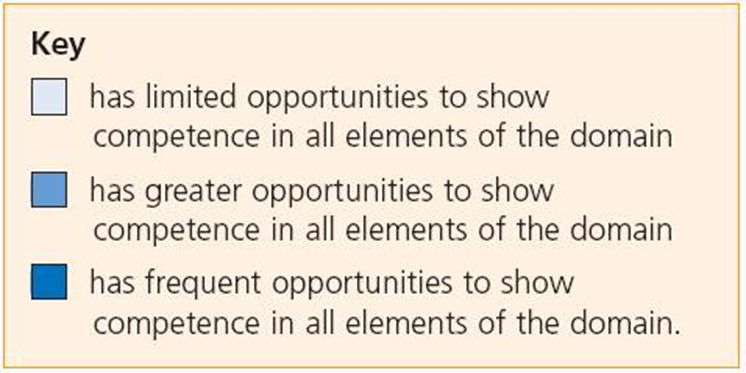 Key
has limited opportunities to show
competence in all elements of the domain
has greater opportunities to show
competence in all elements of the domain
has frequent opportunities to show
competence in all elements of the domain.